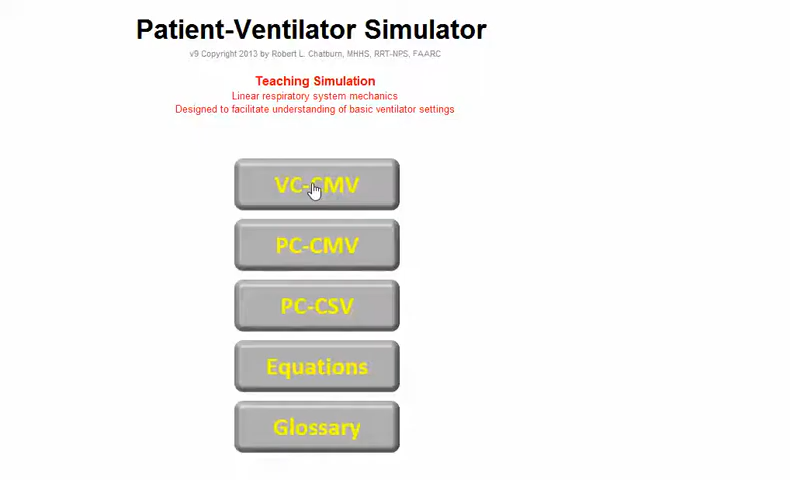 Patient-Ventilator Simulator
v9 Copyright 2013 by Robert L. Chatburn, MHHS, RRT-NPS, FAARC
Teaching Simulation
Linear respiratory system mechanics
Designed to facilitate understanding of basic ventilator settings
VC-CMV
PC-CMV
PC-CSV
Equations
Glossary